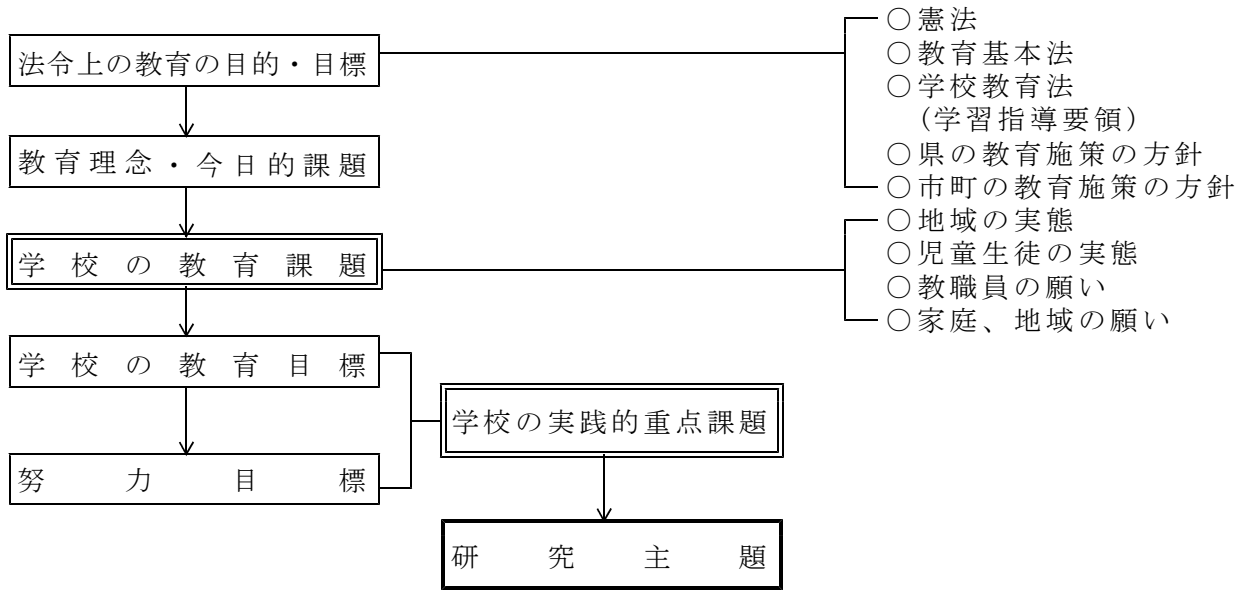 法令上の教育の目的・目標
教育理念・今日的課題
学校の教育課題
学校の教育目標
努力目標
学校の実践的重点課題
研究主題
○憲法
○教育基本法
○学校教育法
(学習指導要領)
○県の教育施策の方針
○市町の教育施策の方針
○地域の実態
○児童生徒の実態
○教職員の願い
○家庭、地域の願い